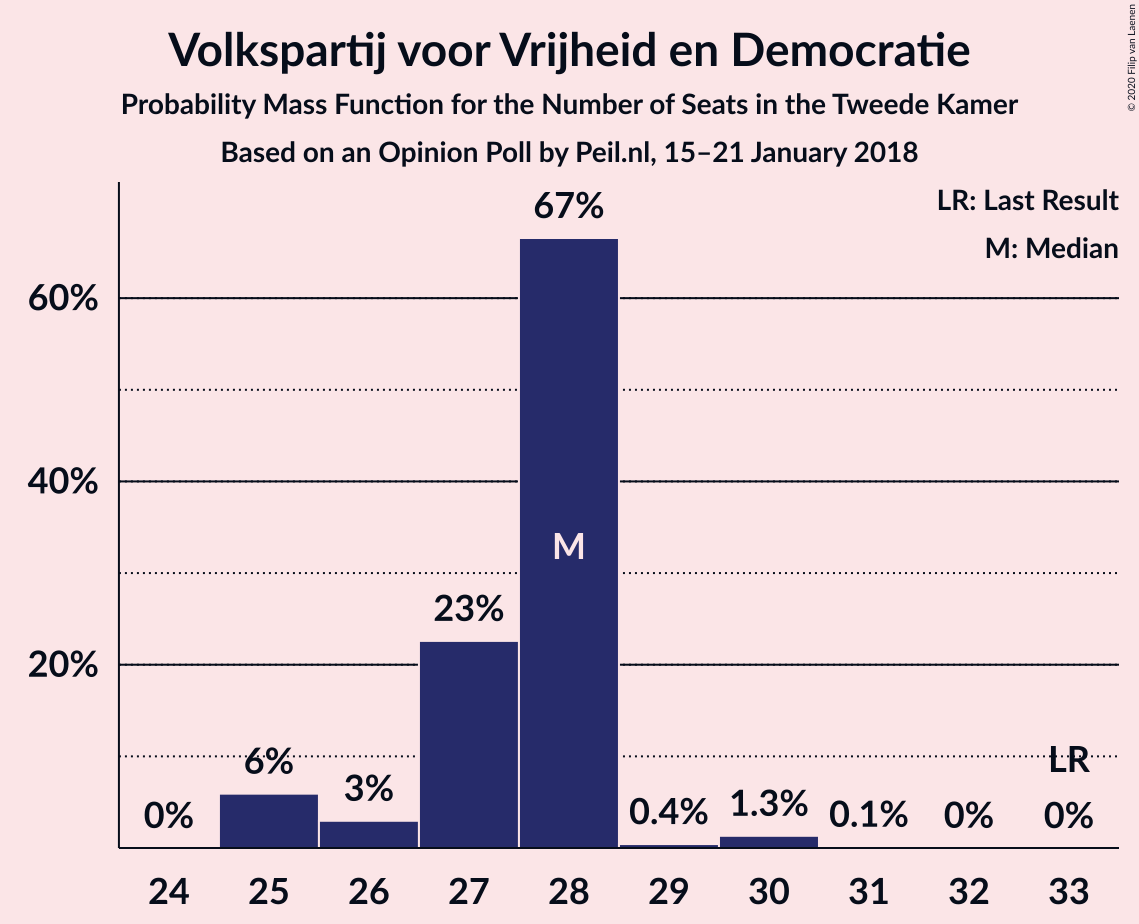 Volkspartij voor Vrijheid en Democratie
Probability Mass Function for the Number of Seats in the Tweede Kamer
Based on an Opinion Poll by Peil.nl, 15–21 January 2018
© 2020 Filip van Laenen
LR: Last Result
M: Median
60%
40%
20%
0%
6%
3%
23%
67%
M
0.4%
1.3%
0.1%
0%
LR
0%
24 25 26 27 28 29 30 31 32 33